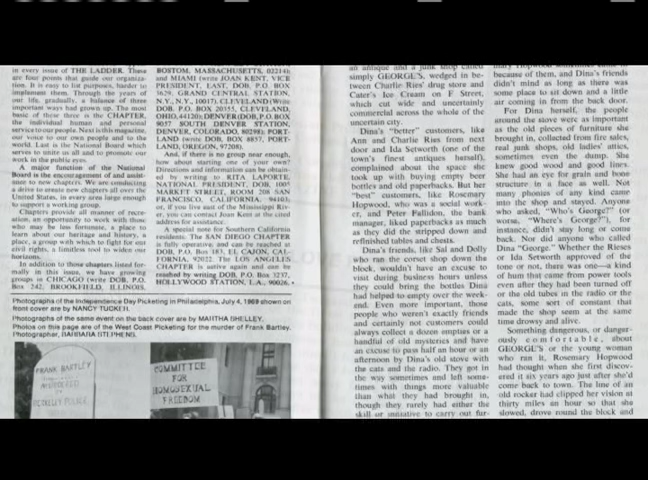 in every issue of THE LADDER. These
are four points that guide our organiza-
tion. It is easy to list purposes, harder to
implement them. Through the years of
our life, gradually, a balance of three
important ways had grown up. The most
basic of these three is the CHAPTER,
the individual human and personal
service to our people. Next is this magazine,
our voice to our own people and to the
world. Last is the National Board which
serves to unite all and to promote our
work in the public eyes.
A major function of the National
Board is the encouragement of and assist-
ance to new chapters. We are conducting
a drive to create new chapters all over the
United States, in every area large enough
to support a working group.
Chapters provide all manner of recrea-
tion, an opportunity to work with those
who may be less fortunate, a place to
learn about our heritage and history, a
place, a group with which to fight for our
civil rights, a limitless tool to widen our
horizons.
In addition to those chapters listed for-
mally in this issue, we have growing
groups in CHICAGO (write DOB, P.O.
Box 242, BROOKFIELD, ILLINOIS,
BOSTON, MASSACHUSETTS, 02214);
and MIAMI (write JOAN KENT, VICE
PRESIDENT, EAST, DOB, P.O. BOX
3629, GRAND CENTRAL STATION,
N.Y., N.Y., 10017), CLEVELAND (Write
DOB, P.O. BOX 20335, CLEVELAND,
OHIO, 44120); DENVER (DOB, P.O. BOX
9057 SOUTH DENVER STATION,
DENVER, COLORADO, 80298); PORT-
LAND (write DOB, BOX 8857, PORT-
LAND, OREGON, 97208).
And, if there is no group near enough,
how about starting one of your own?
Directions and information can be obtain-
ed by writing to RITA LAPORTE,
NATIONAL PRESIDENT, DOB, 1005
MARKET STREET, ROOM 208 SAN
FRANCISCO, CALIFORNIA, 94103;
or, if you live east of the Mississippi Riv-
er, you can contact Joan Kent at the cited
address for assistance.
A special note for Southern California
residents: The SAN DIEGO CHAPTER
is fully operative, and can be reached at
DOB, P.O. Box 183, EL CAJON, CAL-
IFORNIA, 92022. The LOS ANGELES
CHAPTER is active again and can be
reached by writing DOB, P.O. Box 3237,
HOLLYWOOD STATION, L.A., 90028.
Photographs of the Independence Day Picketing in Philadelphia, July 4, 1969 shown on
front cover are by NANCY TUCKER.
Photographs of the same event on the back cover are by MARTHA SHELLEY.
Photos on this page are of the West Coast Picketing for the murder of Frank Bartley.
Photographer, BARBARA STEPHENS.
FRANK BARTLEY
MURDERED
BERKELEY POLICE
COMMITTEE
FOR
HOMOSEXUAL
FREEDOM
an antique and a junk shop called
simply GEORGE'S, wedged in be-
tween Charlie Ries' drug store and
Cater's Ice Cream on F Street,
which cut wide and uncertainly
commercial across the whole of the
uncertain city.
Dina's "better" customers, like
Ann and Charlie Ries from next
door and Ida Setworth (one of the
town's finest antiques herself),
complained about the space she
took up with buying empty beer
bottles and old paperbacks. But her
"best" customers, like Rosemary
Hopwood, who was a social work-
er, and Peter Fallidon, the bank
manager, liked paperbacks as much
as they did the stripped down and
refinished tables and chests.
Dina's friends, like Sal and Dolly
who ran the corset shop down the
block, wouldn't have an excuse to
visit during business hours unless
they could bring the bottles Dina
had helped to empty over the week-
end. Even more important, those
people who weren't exactly friends
and certainly not customers could
always collect a dozen empties or a
handful of old mysteries and have
an excuse to pass half an hour or an
afternoon by Dina's old stove with
the cats and the radio. They got in
the way sometimes and left some-
times with things more valuable
than what they had brought in,
though they rarely had either the
skill or initiative to carry out fur-
because of them, and Dina's friends
didn't mind as long as there was
some place to sit down and a little
air coming in from the back door.
For Dina herself, the people
around the stove were as important
as the old pieces of furniture she
brought in, collected from fire sales,
real junk shops, old ladies' attics,
sometimes even the dump. She
knew good wood and good lines.
She had an eye for grain and bone
structure in a face as well. Not
many phonies of any kind came
into the shop and stayed. Anyone
who asked, "Who's George?" (or
worse, "Where's George?"), for
instance, didn't stay long or come
back. Nor did anyone who called
Dina "George." Whether the Rieses
or Ida Setworth approved of the
tone or not, there was one—a kind
of hum that came from power tools
even after they had been turned off
or the old tubes in the radio or the
cats, some sort of constant that
made the shop seem at the same
time drowsy and alive.
Something dangerous, or danger-
ously comfortable, about
GEORGE'S or the young woman
who ran it, Rosemary Hopwood
had thought when she first discov-
ered it six years ago just after she'd
come back to town. The line of an
old rocker had clipped her vision at
thirty miles an hour so that she
slowed, drove round the block and